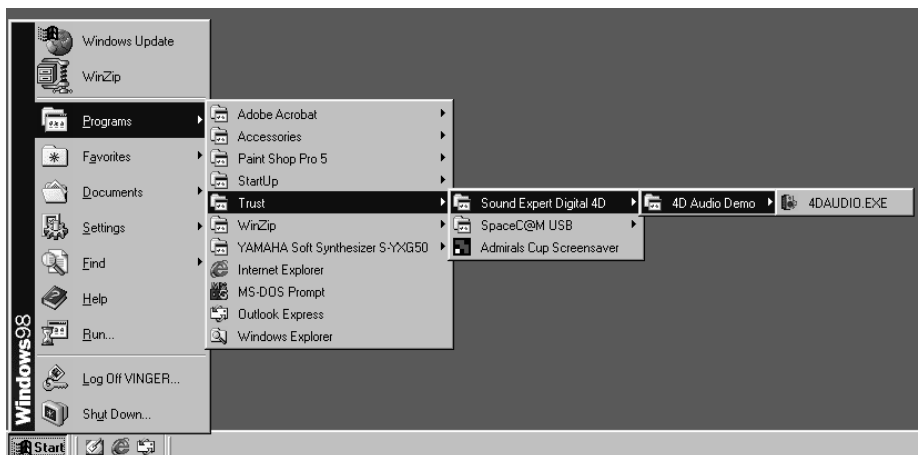 Windows98
Windows Update
WinZip
Programs
Favorites
Documents
Settings
Find
Help
Run...
Log Off VINGER...
Shut Down...
Adobe Acrobat
Accessories
Paint Shop Pro 5
StartUp
Trust
WinZip
YAMAHA Soft Synthesizer S-YXG50
Internet Explorer
MS-DOS Prompt
Outlook Express
Windows Explorer
Sound Expert Digital 4D
SpaceC@M USB
Admirals Cup Screensaver
4D Audio Demo
4DAUDIO.EXE
Start